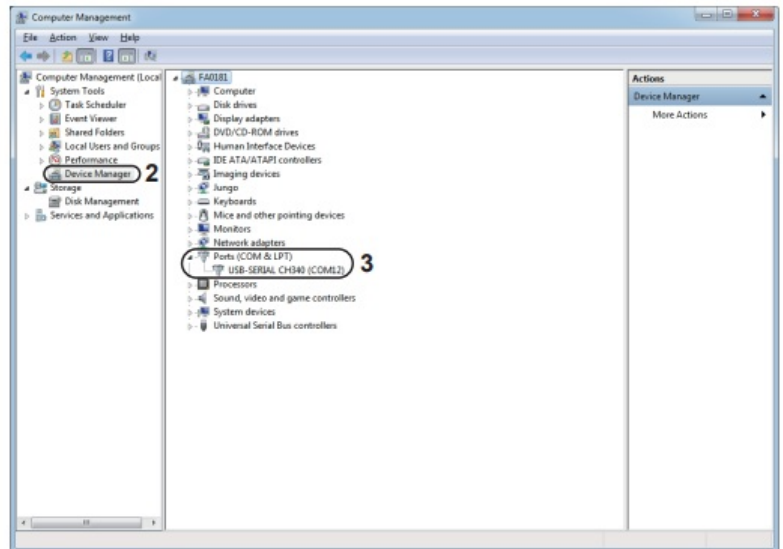 Computer Management
File Action View Help
Computer Management (Local
System Tools
Task Scheduler
Event Viewer
Shared Folders
Local Users and Groups
Performance
Device Manager 2
Storage
Disk Management
Services and Applications
FA0181
Computer
Disk drives
Display adapters
DVD/CD-ROM drives
Human Interface Devices
IDE ATA/ATAPI controllers
Imaging devices
Jungo
Keyboards
Mice and other pointing devices
Monitors
Network adapters
Ports (COM & LPT)
USB-SERIAL CH340 (COM12) 3
Processors
Sound, video and game controllers
System devices
Universal Serial Bus controllers
Actions
Device Manager
More Actions